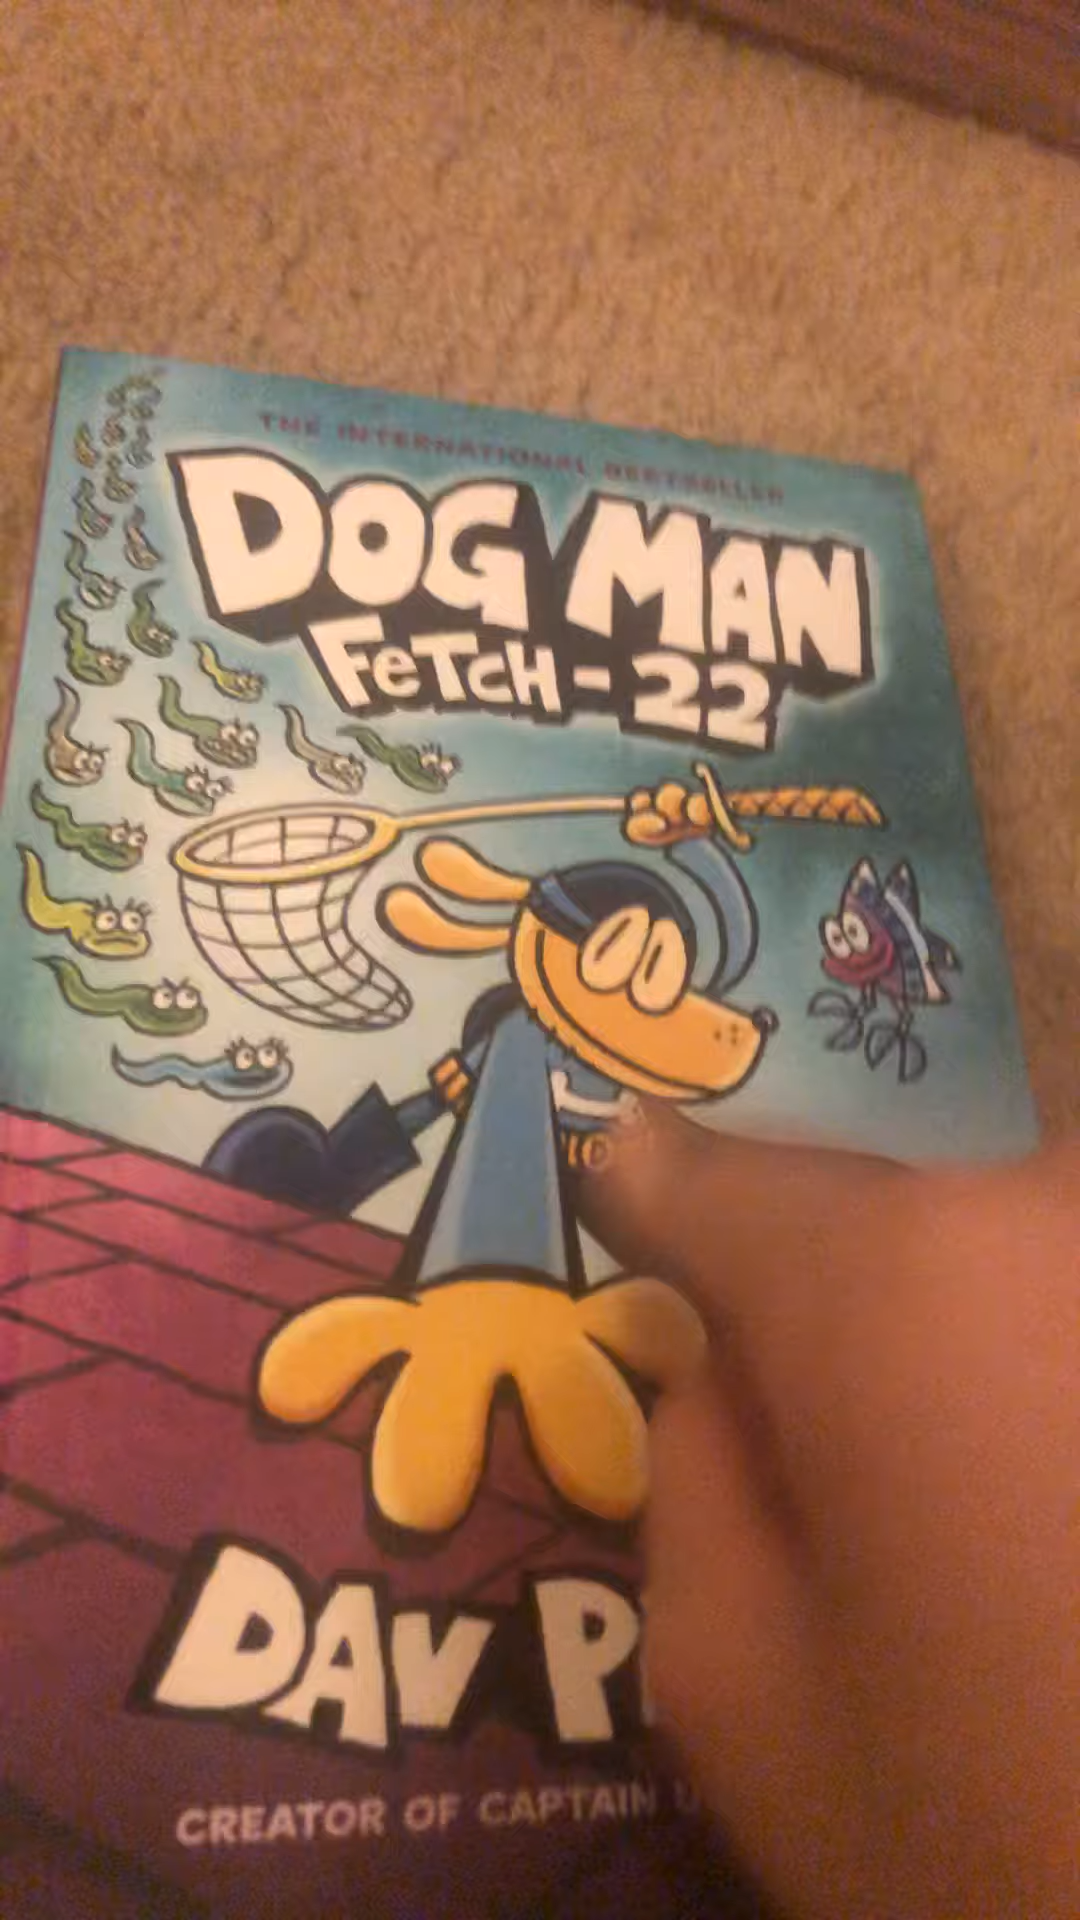 THE INTERNATIONAL BESTSELLER
DOG MAN
FETCH-22
DAV P
CREATOR OF CAPTAIN U